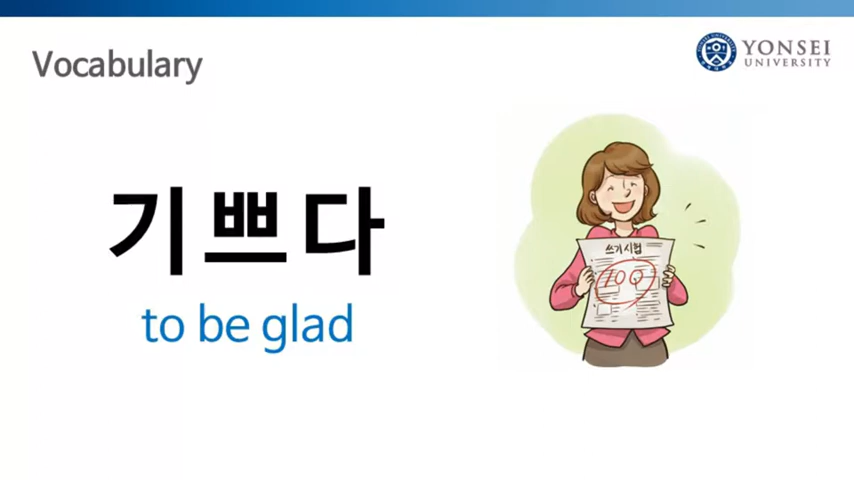 Vocabulary
YONSEI
UNIVERSITY
기쁘다
to be glad
쓰기시험
100